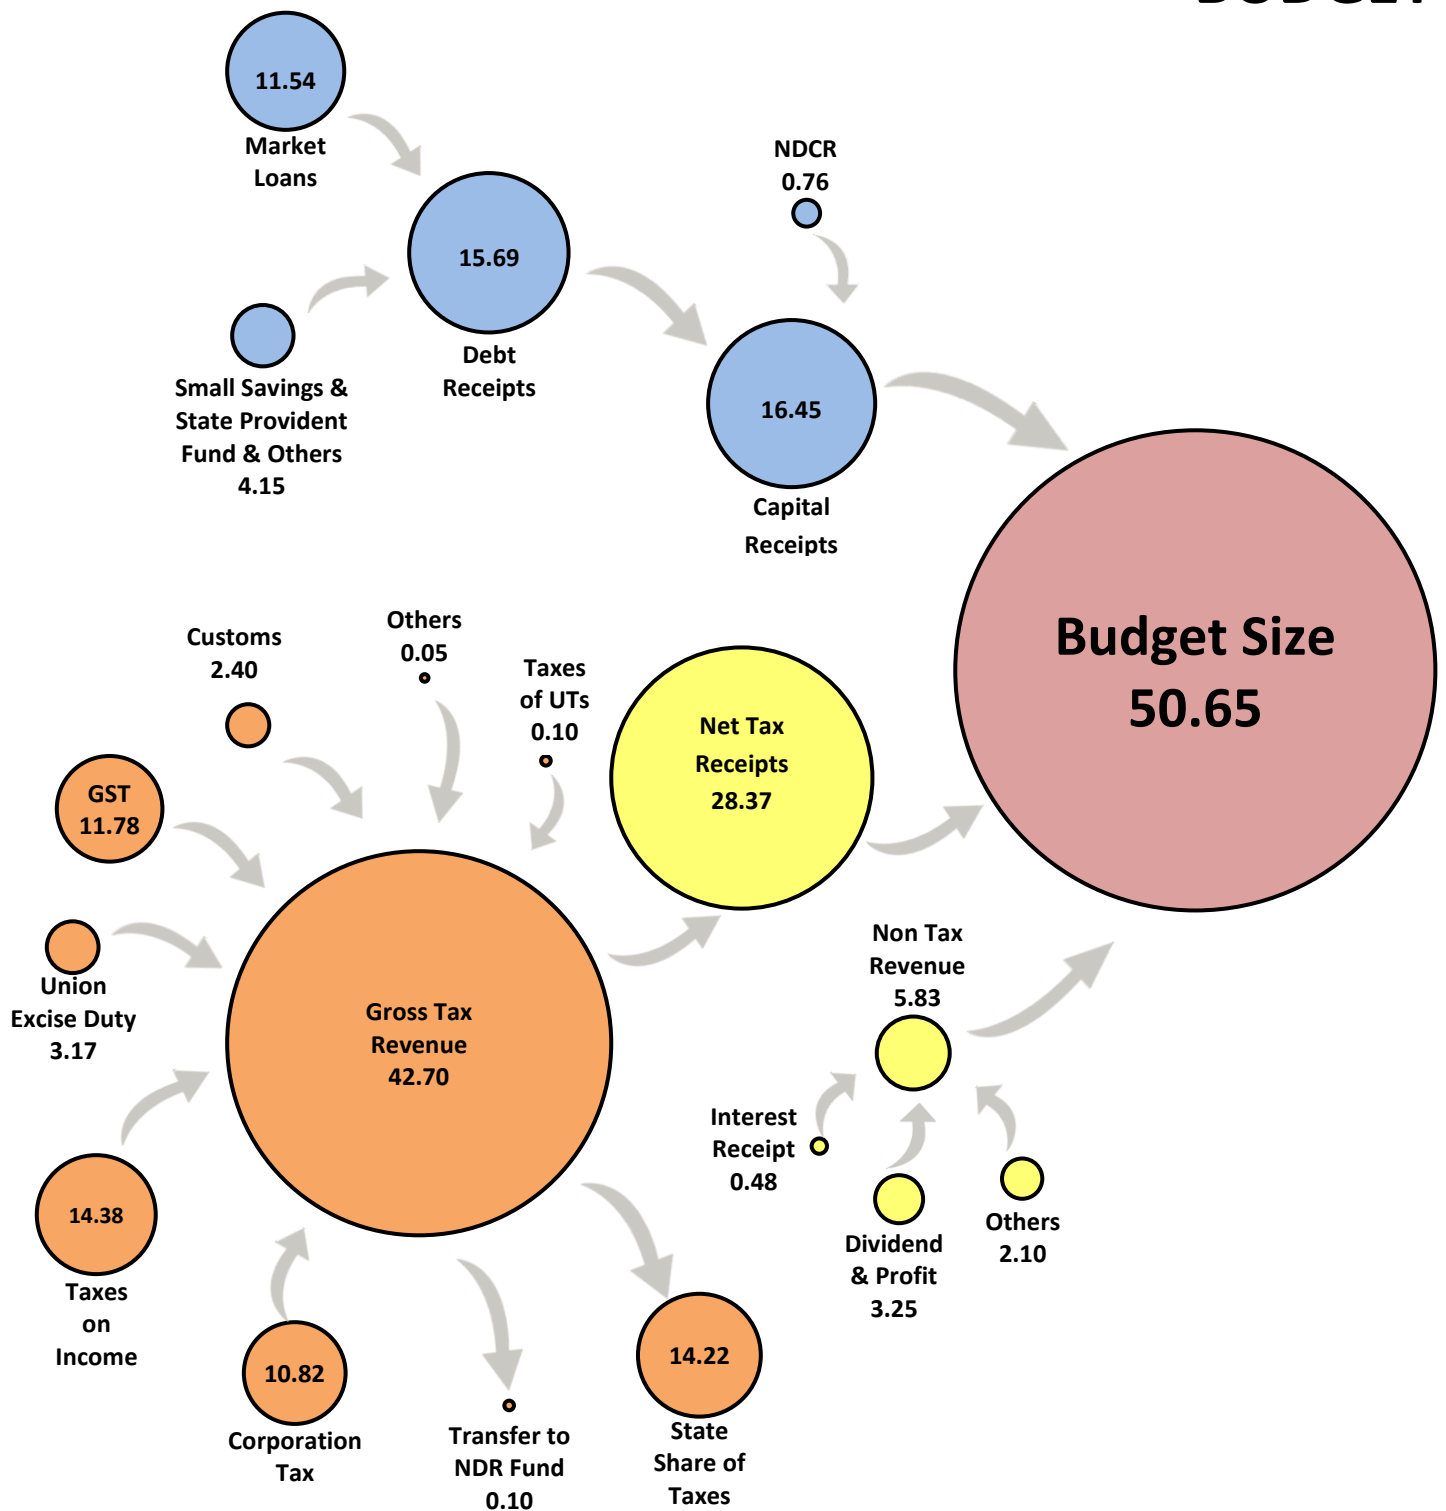 BUDGET
11.54
Market
Loans
NDCR
0.76
15.69
Debt
Receipts
Small Savings &
State Provident
Fund & Others
4.15
16.45
Capital
Receipts
Budget Size
50.65
Customs
2.40
Others
0.05
Taxes
of UTs
0.10
Net Tax
Receipts
28.37
GST
11.78
Union
Excise Duty
3.17
Gross Tax
Revenue
42.70
Non Tax
Revenue
5.83
Interest
Receipt
0.48
Dividend
& Profit
3.25
Others
2.10
14.38
Taxes
on
Income
10.82
Corporation
Tax
Transfer to
NDR Fund
0.10
14.22
State
Share of
Taxes